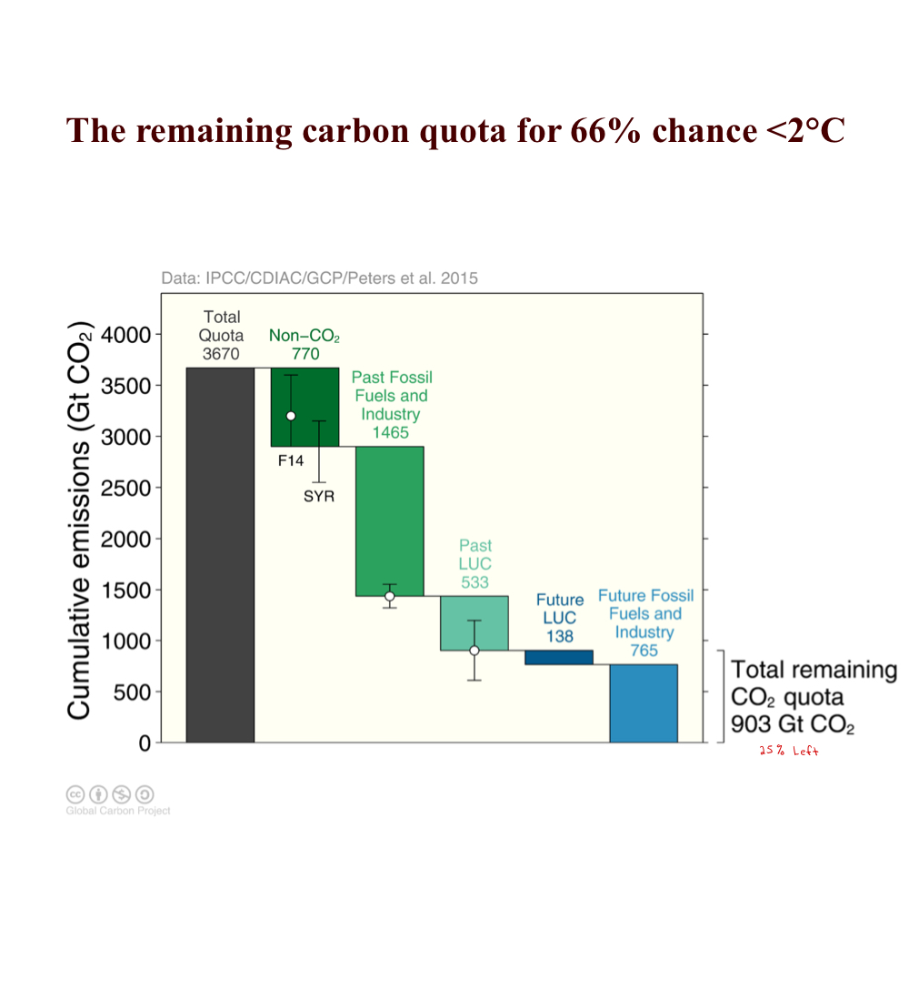 The remaining carbon quota for 66% chance <2°C
Data: IPCC/CDIAC/GCP/Peters et al. 2015
Cumulative emissions (Gt CO₂)
4000
3500
3000
2500
2000
1500
1000
500
0
Total
Quota
3670
Non−CO₂
770
F14
SYR
Past Fossil
Fuels and
Industry
1465
Past
LUC
533
Future
LUC
138
Future Fossil
Fuels and
Industry
765
Total remaining
CO₂ quota
903 Gt CO₂
25% Left
cc
Global Carbon Project